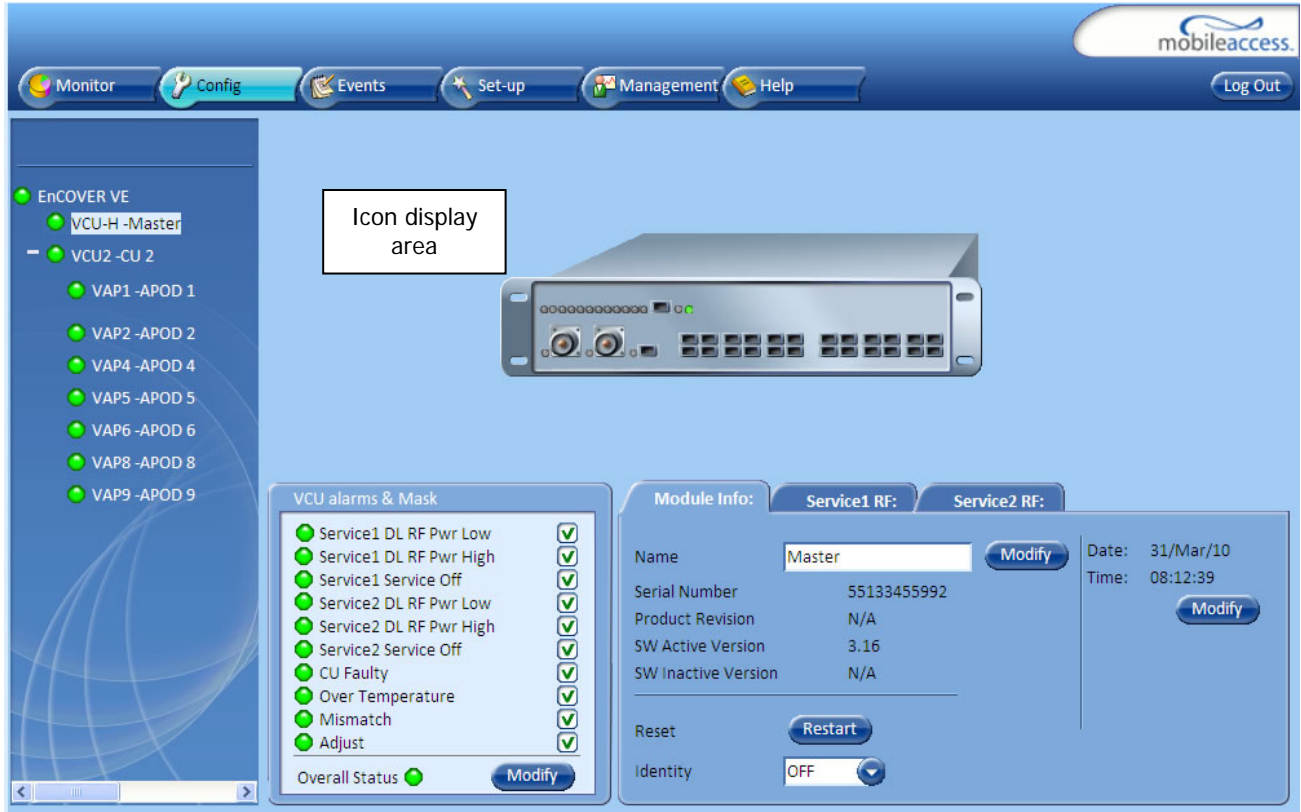 mobileaccess.
Monitor
Config
Events
Set-up
Management
Help
Log Out
EnCOVER VE
VCU-H -Master
VCU2 -CU 2
VAP1 -APOD 1
VAP2 -APOD 2
VAP4 -APOD 4
VAP5 -APOD 5
VAP6 -APOD 6
VAP8 -APOD 8
VAP9 -APOD 9
Icon display
area
VCU alarms & Mask
Service1 DL RF Pwr Low
Service1 DL RF Pwr High
Service1 Service Off
Service2 DL RF Pwr Low
Service2 DL RF Pwr High
Service2 Service Off
CU Faulty
Over Temperature
Mismatch
Adjust
Overall Status
Modify
Module Info:
Service1 RF:
Service2 RF:
Name Master Modify
Serial Number 55133455992
Product Revision N/A
SW Active Version 3.16
SW Inactive Version N/A
Reset Restart
Identity OFF
Date: 31/Mar/10
Time: 08:12:39
Modify